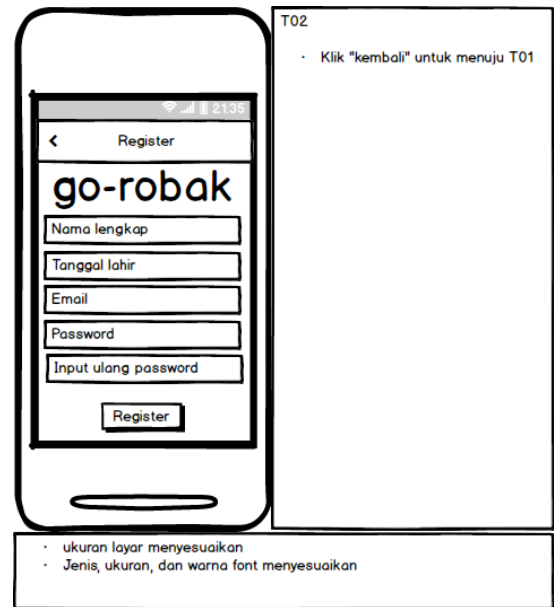 21:35
Register
go-robak
Nama lengkap
Tanggal lahir
Email
Password
Input ulang password
Register
T02
· Klik "kembali" untuk menuju T01
· ukuran layar menyesuaikan
· Jenis, ukuran, dan warna font menyesuaikan